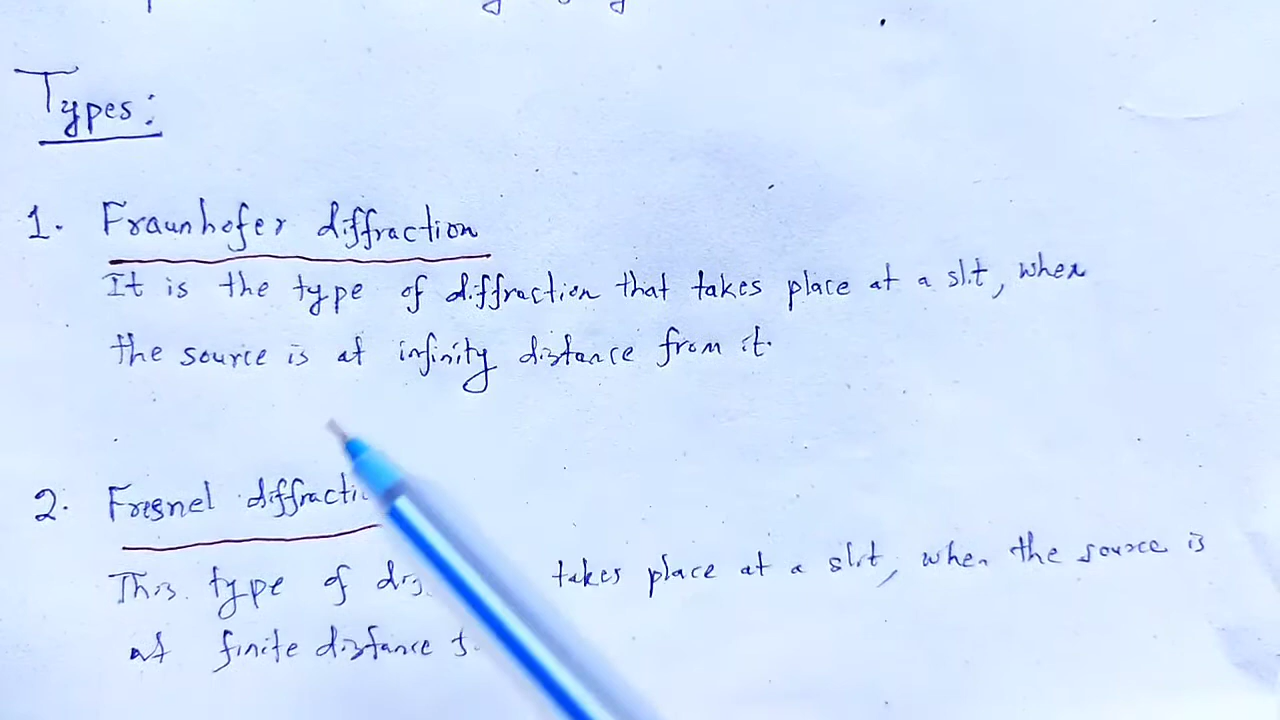 Types:
1. Fraunhofer diffraction
It is the type of diffraction that takes place at a slit, when
the source is at infinity distance from it.
2. Fresnel
This type of takes place at a slit, when the source is
at finite distance